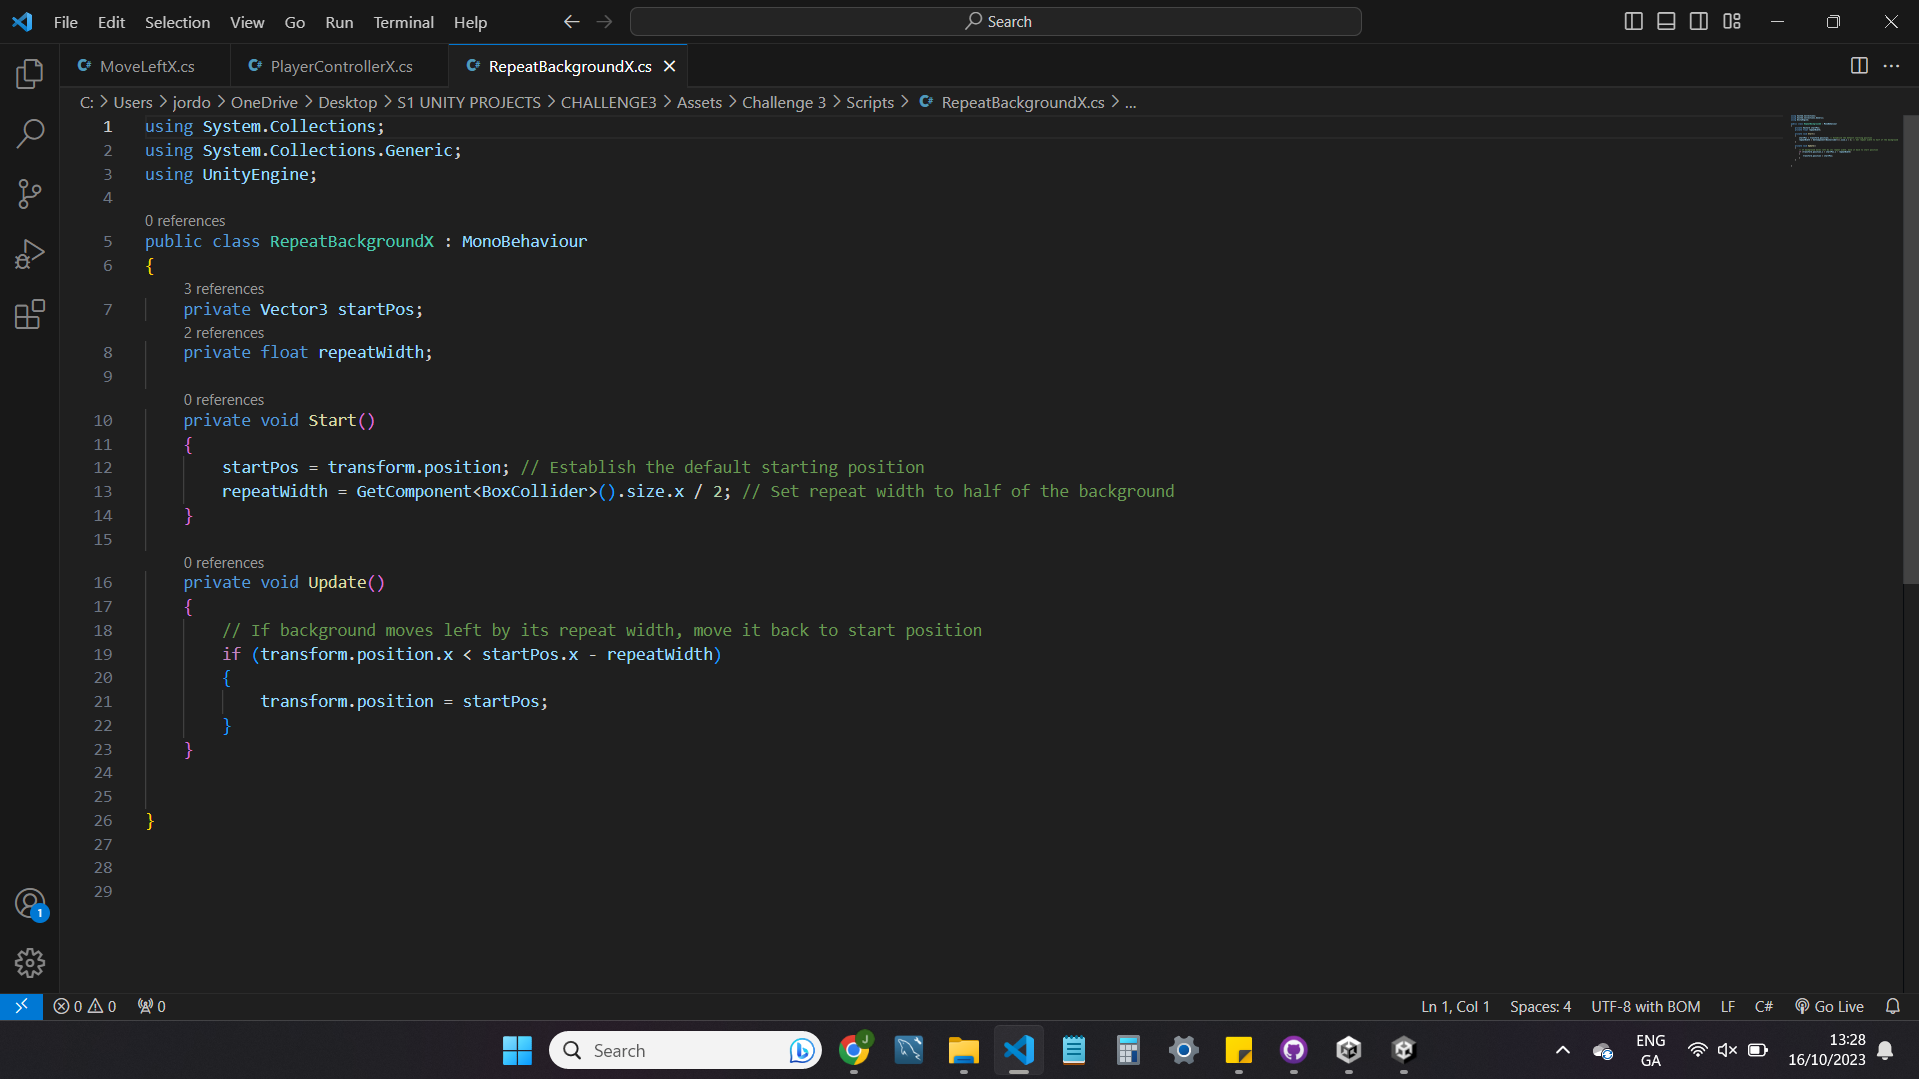 File Edit Selection View Go Run Terminal Help
Search
MoveLeftX.cs
PlayerControllerX.cs
RepeatBackgroundX.cs
C: > Users > jordo > OneDrive > Desktop > S1 UNITY PROJECTS > CHALLENGE3 > Assets > Challenge 3 > Scripts > RepeatBackgroundX.cs > ...
1 using System.Collections;
2 using System.Collections.Generic;
3 using UnityEngine;
4
0 references
5 public class RepeatBackgroundX : MonoBehaviour
6 {
3 references
7 private Vector3 startPos;
2 references
8 private float repeatWidth;
9
0 references
10 private void Start()
11 {
12 startPos = transform.position; // Establish the default starting position
13 repeatWidth = GetComponent<BoxCollider>().size.x / 2; // Set repeat width to half of the background
14 }
15
0 references
16 private void Update()
17 {
18 // If background moves left by its repeat width, move it back to start position
19 if (transform.position.x < startPos.x - repeatWidth)
20 {
21 transform.position = startPos;
22 }
23 }
24
25
26 }
27
28
29
1
0 0 0
Ln 1, Col 1 Spaces: 4 UTF-8 with BOM LF C# Go Live
Search
J
ENG
GA
13:28
16/10/2023